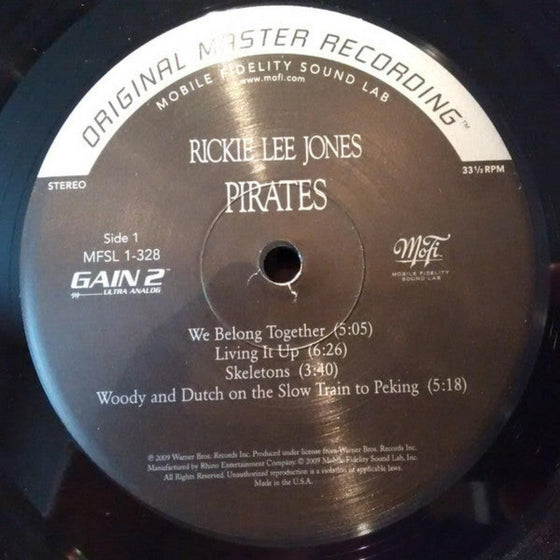 ORIGINAL MASTER RECORDING™
MOBILE FIDELITY SOUND LAB
www.mofi.com
RICKIE LEE JONES
STEREO
33 1/3 RPM
PIRATES
Side 1
MFSL 1-328
GAIN 2™
ULTRA ANALOG
MoFi
MOBILE FIDELITY
SOUND LAB
We Belong Together (5:05)
Living It Up (6:26)
Skeletons (3:40)
Woody and Dutch on the Slow Train to Peking (5:18)
℗ 2009 Warner Bros. Records Inc. Produced under license from Warner Bros. Records Inc.
Manufactured by Rhino Entertainment Company. © 2009 Mobile Fidelity Sound Lab, Inc.
All Rights Reserved. Unauthorized reproduction is a violation of applicable laws.
Made in the U.S.A.